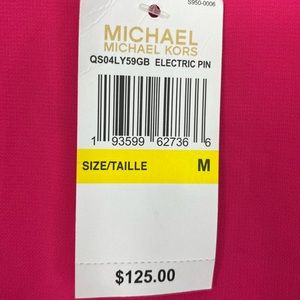 S950-0006
MICHAEL
MICHAEL KORS
QS04LY59GB ELECTRIC PIN
1 93599 62736 6
SIZE/TAILLE M
$125.00